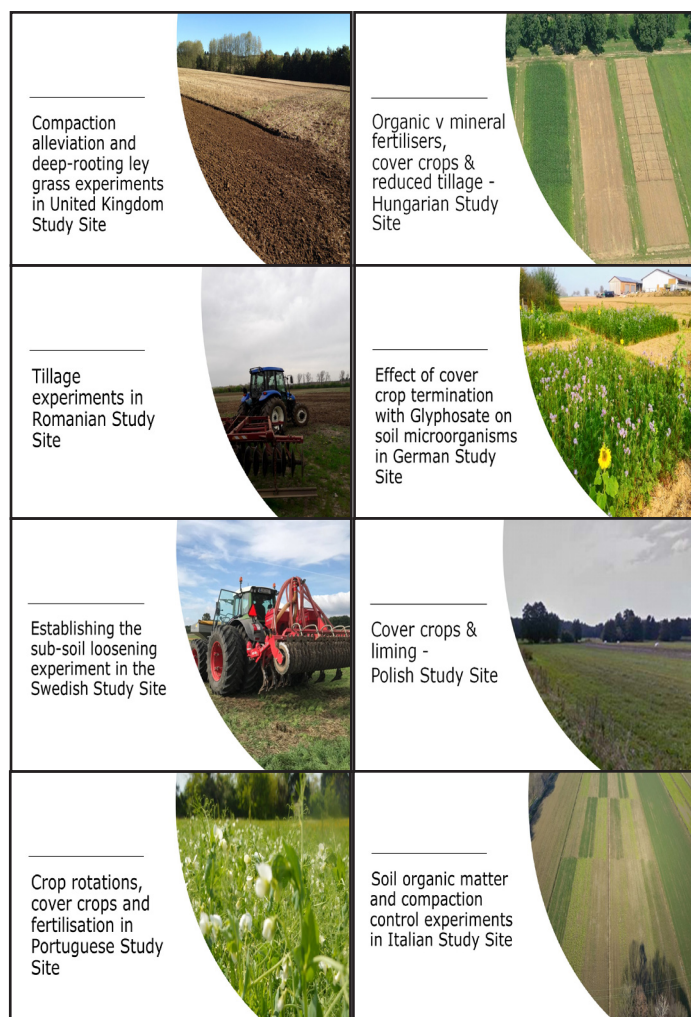 Compaction
alleviation and
deep-rooting ley
grass experiments
in United Kingdom
Study Site
Organic v mineral
fertilisers,
cover crops &
reduced tillage -
Hungarian Study
Site
Tillage
experiments in
Romanian Study
Site
Effect of cover
crop termination
with Glyphosate on
soil microorganisms
in German Study
Site
Establishing the
sub-soil loosening
experiment in the
Swedish Study Site
Cover crops &
liming -
Polish Study Site
Crop rotations,
cover crops and
fertilisation in
Portuguese Study
Site
Soil organic matter
and compaction
control experiments
in Italian Study Site